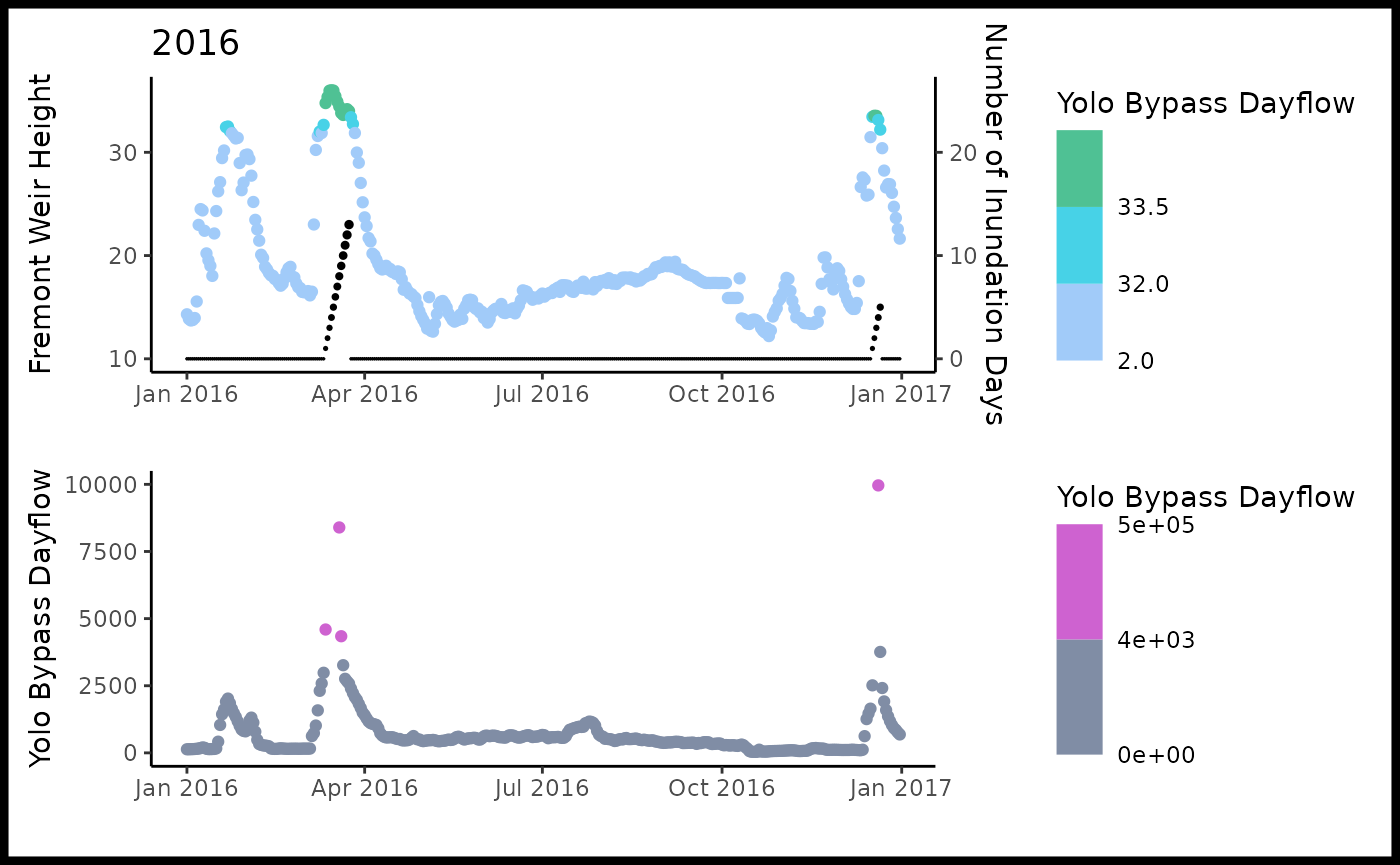 2016
Fremont Weir Height
30
20
10
20
10
0
Number of Inundation Days
Jan 2016
Apr 2016
Jul 2016
Oct 2016
Jan 2017
Yolo Bypass Dayflow
33.5
32.0
2.0
Yolo Bypass Dayflow
10000
7500
5000
2500
0
Jan 2016
Apr 2016
Jul 2016
Oct 2016
Jan 2017
Yolo Bypass Dayflow
5e+05
4e+03
0e+00